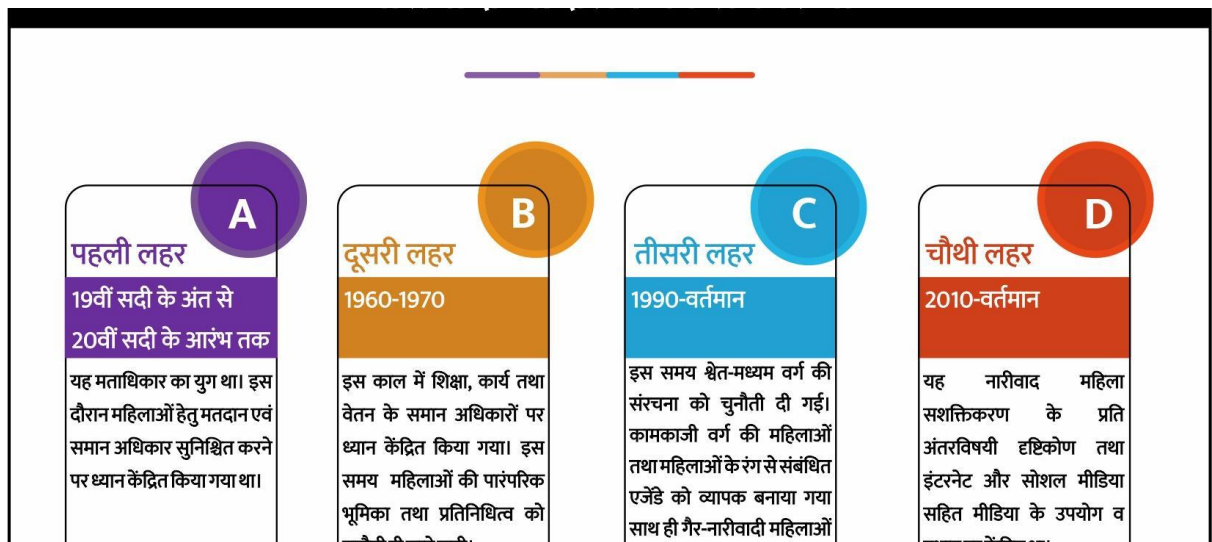 A
पहली लहर
19वीं सदी के अंत से
20वीं सदी के आरंभ तक
यह मताधिकार का युग था। इस
दौरान महिलाओं हेतु मतदान एवं
समान अधिकार सुनिश्चित करने
पर ध्यान केंद्रित किया गया था।
B
दूसरी लहर
1960-1970
इस काल में शिक्षा, कार्य तथा
वेतन के समान अधिकारों पर
ध्यान केंद्रित किया गया। इस
समय महिलाओं की पारंपरिक
भूमिका तथा प्रतिनिधित्व को
C
तीसरी लहर
1990-वर्तमान
इस समय श्वेत-मध्यम वर्ग की
संरचना को चुनौती दी गई।
कामकाजी वर्ग की महिलाओं
तथा महिलाओं के रंग से संबंधित
एजेंडे को व्यापक बनाया गया
साथ ही गैर-नारीवादी महिलाओं
D
चौथी लहर
2010-वर्तमान
यह नारीवाद महिला
सशक्तिकरण के प्रति
अंतरविषयी दृष्टिकोण तथा
इंटरनेट और सोशल मीडिया
सहित मीडिया के उपयोग व